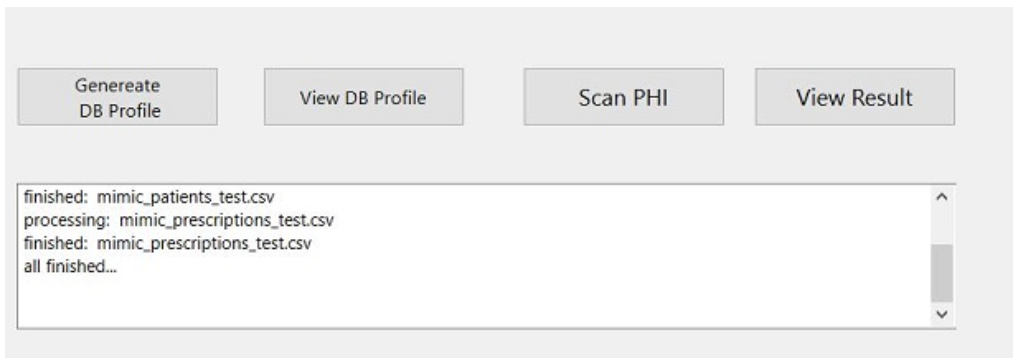 Genereate
DB Profile
View DB Profile
Scan PHI
View Result
finished:  mimic_patients_test.csv
processing:  mimic_prescriptions_test.csv
finished:  mimic_prescriptions_test.csv
all finished...